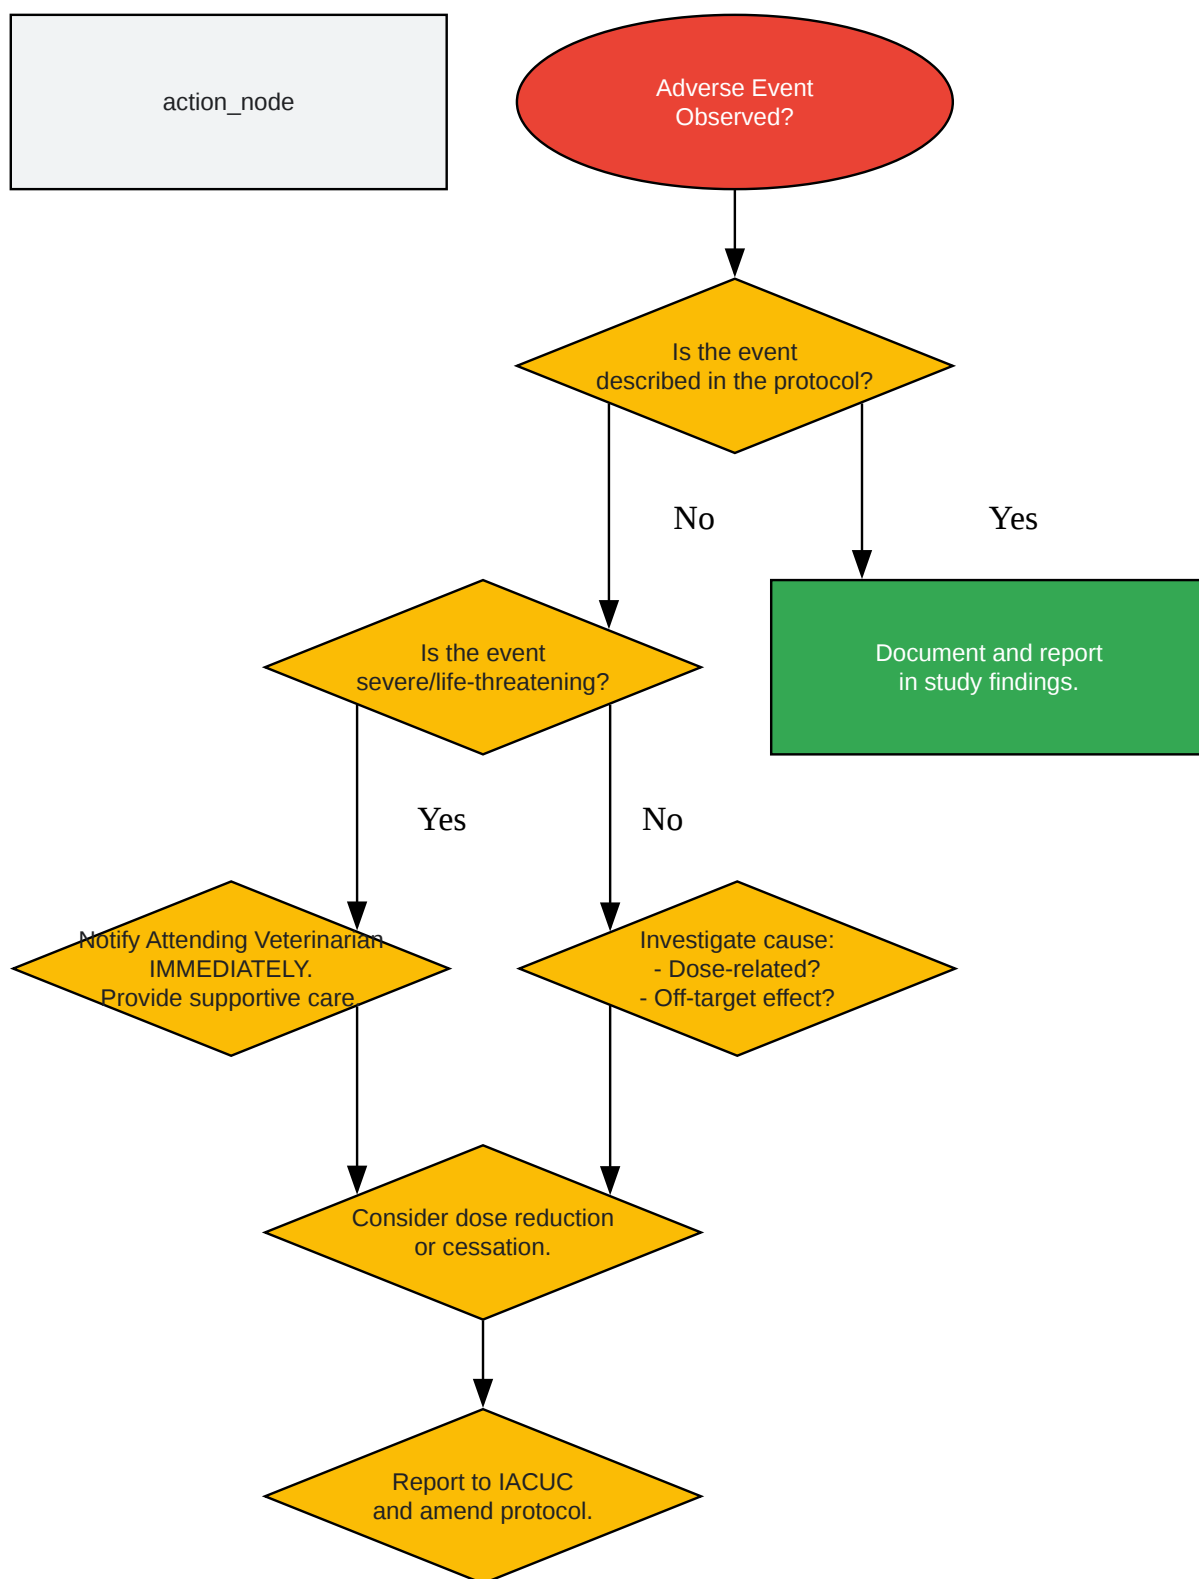 action_node
Adverse Event
Observed?
Is the event
described in the protocol?
No
Yes
Is the event
severe/life-threatening?
Document and report
in study findings.
Yes
No
Notify Attending Veterinarian
IMMEDIATELY.
Provide supportive care.
Investigate cause:
- Dose-related?
- Off-target effect?
Consider dose reduction
or cessation.
Report to IACUC
and amend protocol.